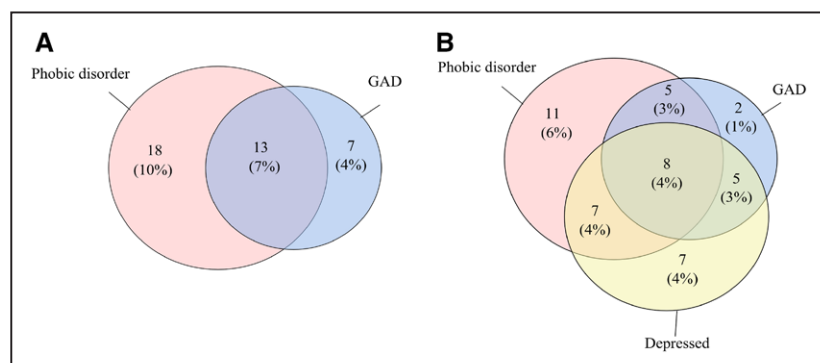 A
Phobic disorder
GAD
18
(10%)
13
(7%)
7
(4%)
B
Phobic disorder
GAD
11
(6%)
5
(3%)
2
(1%)
8
(4%)
5
(3%)
7
(4%)
7
(4%)
Depressed